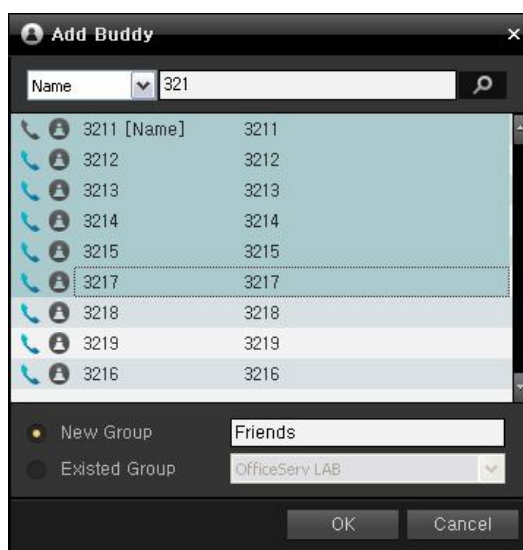 Add Buddy
Name 321
3211 [Name] 3211
3212 3212
3213 3213
3214 3214
3215 3215
3217 3217
3218 3218
3219 3219
3216 3216
New Group Friends
Existed Group OfficeServ LAB
OK Cancel